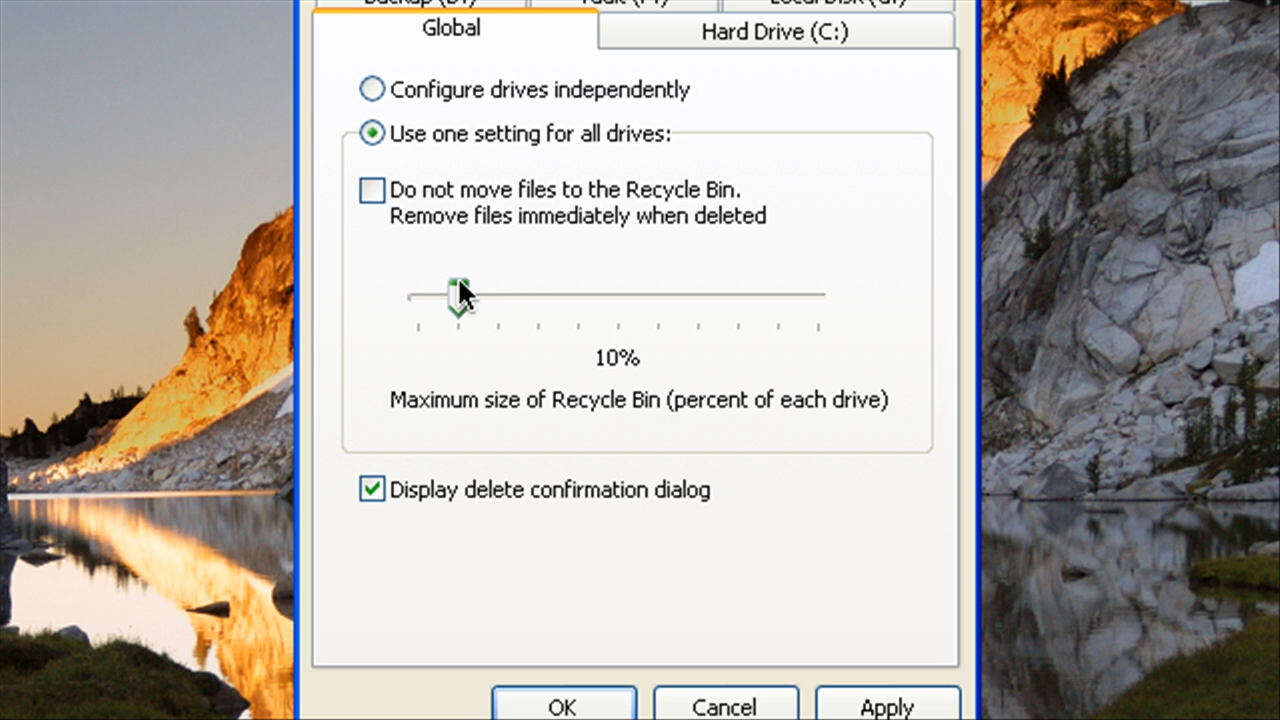 Global
Hard Drive (C:)
Configure drives independently
Use one setting for all drives:
Do not move files to the Recycle Bin.
Remove files immediately when deleted
10%
Maximum size of Recycle Bin (percent of each drive)
Display delete confirmation dialog
OK
Cancel
Apply